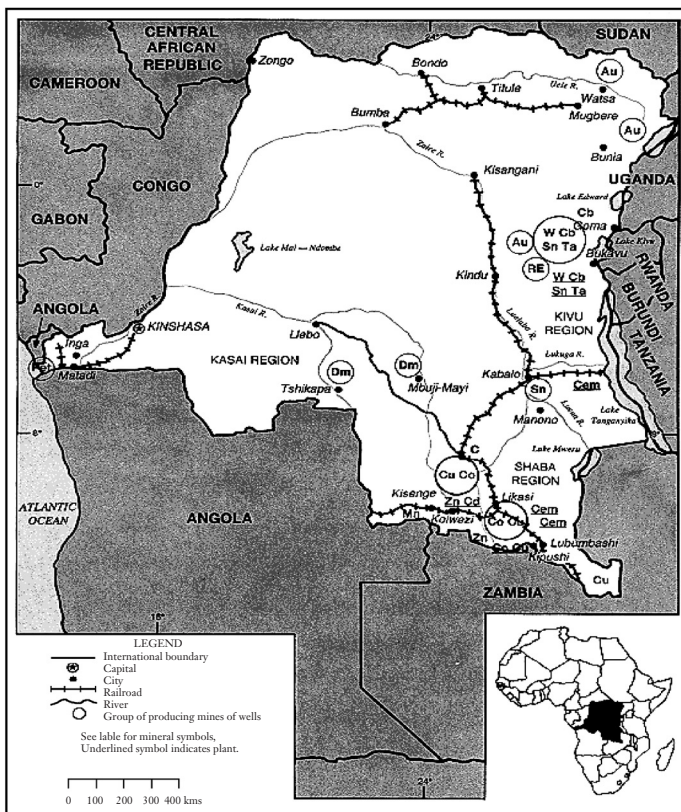 24°
SUDAN
CENTRAL
AFRICAN
REPUBLIC
CAMEROON
Zongo
Bondo
Au
Titule
Uele R.
Watsa
Mugbere
Bumba
Au
Zaire R.
Bunia
Kisangani
UGANDA
CONGO
0°
Lake Edward
GABON
Cb
Goma
W Cb
Sn Ta
Au
Lake Kivu
Lake Mai — Ndombe
RE
Bukavu
RWANDA
Kindu
W Cb
Sn Ta
BURUNDI
ANGOLA
Zaire R.
KIVU
REGION
TANZANIA
KINSHASA
Kasai R.
Lualaba R.
Inga
KASAI REGION
Ilebo
Lukuga R.
Pet
Matadi
Dm
Dm
Kabalo
Cem
Tshikapa
Mbuji-Mayi
Sn
Manono
Luvua R.
Lake
Tanganyika
8°
C
Lake Mweru
Cu Co
SHABA
REGION
ATLANTIC
OCEAN
ANGOLA
Kisenge
Zn Cd
Likasi
Cem
Mn
Kolwezi
Co Cu
Cem
Zn
Lubumbashi
Co Cu
Kipushi
ZAMBIA
Cu
16°
LEGEND
International boundary
Capital
City
Railroad
River
Group of producing mines of wells
See lable for mineral symbols,
Underlined symbol indicates plant.
0 100 200 300 400 kms
24°